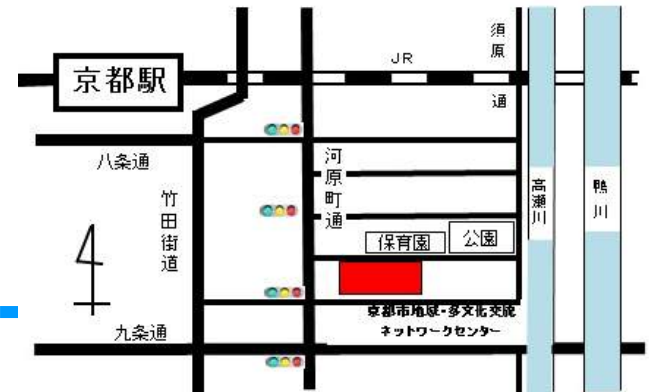 須原通
JR
京都駅
八条通
河原町通
竹田街道
高瀬川
鴨川
保育園
公園
京都市地域・多文化交流
ネットワークセンター
九条通